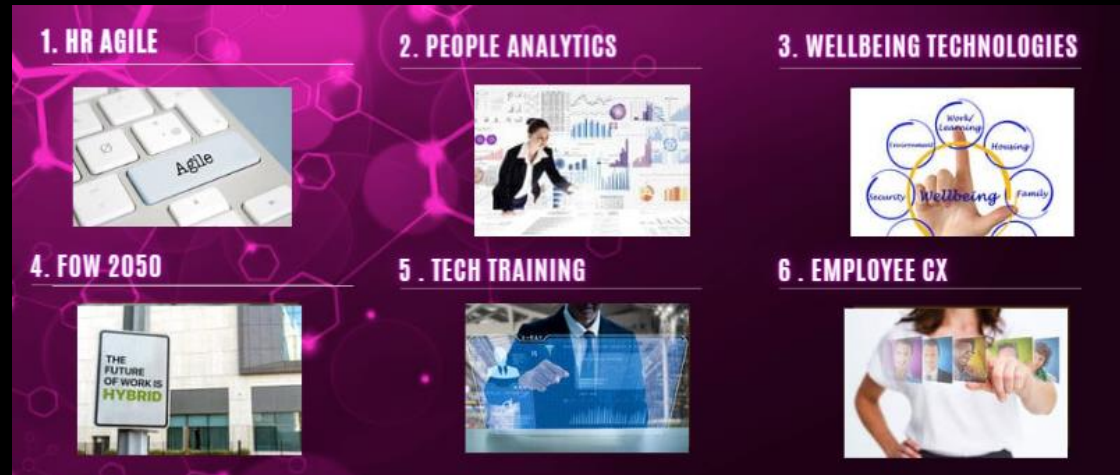 1. HR AGILE
2. PEOPLE ANALYTICS
3. WELLBEING TECHNOLOGIES
Agile
Work/
Learning
Environment
Housing
Security
Wellbeing
Family
4. FOW 2050
5 . TECH TRAINING
6 . EMPLOYEE CX
THE
FUTURE
OF WORK IS
HYBRID